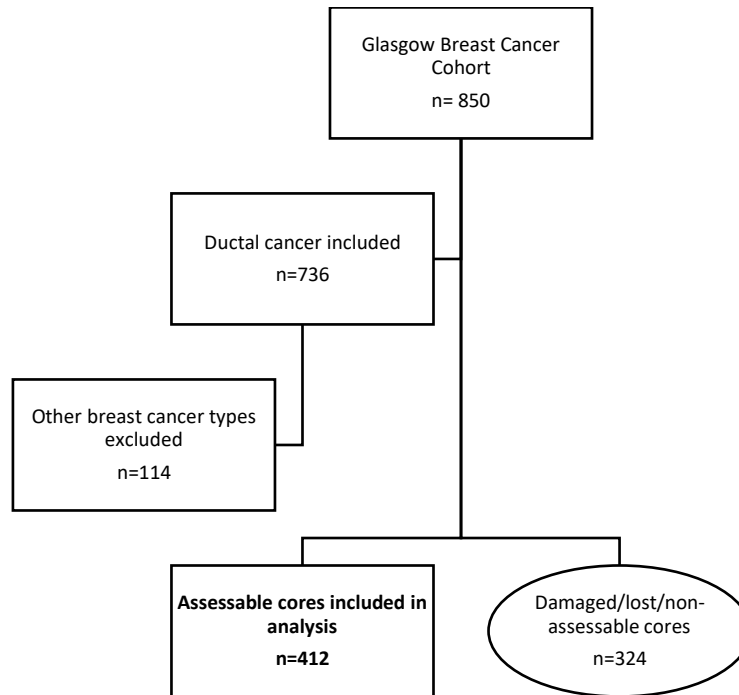 Glasgow Breast Cancer
Cohort
n= 850
Ductal cancer included
n=736
Other breast cancer types
excluded
n=114
Assessable cores included in
analysis
n=412
Damaged/lost/non-
assessable cores
n=324